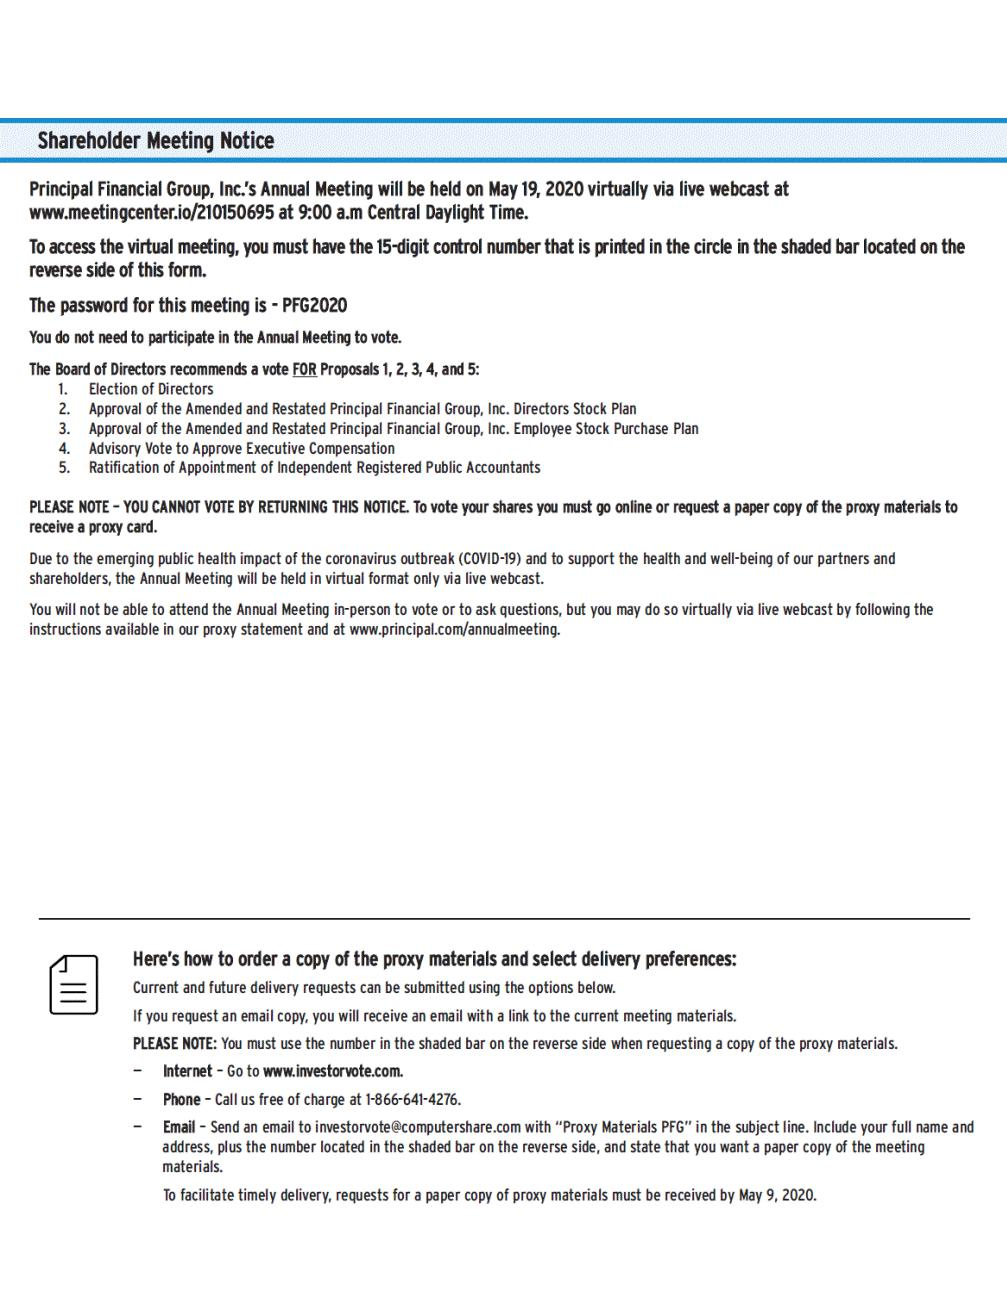 Shareholder Meeting Notice
Principal Financial Group, Inc.'s Annual Meeting will be held on May 19, 2020 virtually via live webcast at
www.meetingcenter.io/210150695 at 9:00 a.m Central Daylight Time.
To access the virtual meeting, you must have the 15-digit control number that is printed in the circle in the shaded bar located on the
reverse side of this form.
The password for this meeting is - PFG2020
You do not need to participate in the Annual Meeting to vote.
The Board of Directors recommends a vote FOR Proposals 1, 2, 3, 4, and 5:
1. Election of Directors
2. Approval of the Amended and Restated Principal Financial Group, Inc. Directors Stock Plan
3. Approval of the Amended and Restated Principal Financial Group, Inc. Employee Stock Purchase Plan
4. Advisory Vote to Approve Executive Compensation
5. Ratification of Appointment of Independent Registered Public Accountants
PLEASE NOTE – YOU CANNOT VOTE BY RETURNING THIS NOTICE. To vote your shares you must go online or request a paper copy of the proxy materials to
receive a proxy card.
Due to the emerging public health impact of the coronavirus outbreak (COVID-19) and to support the health and well-being of our partners and
shareholders, the Annual Meeting will be held in virtual format only via live webcast.
You will not be able to attend the Annual Meeting in-person to vote or to ask questions, but you may do so virtually via live webcast by following the
instructions available in our proxy statement and at www.principal.com/annualmeeting.
Here's how to order a copy of the proxy materials and select delivery preferences:
Current and future delivery requests can be submitted using the options below.
If you request an email copy, you will receive an email with a link to the current meeting materials.
PLEASE NOTE: You must use the number in the shaded bar on the reverse side when requesting a copy of the proxy materials.
— Internet – Go to www.investorvote.com.
— Phone – Call us free of charge at 1-866-641-4276.
— Email – Send an email to investorvote@computershare.com with "Proxy Materials PFG" in the subject line. Include your full name and
address, plus the number located in the shaded bar on the reverse side, and state that you want a paper copy of the meeting
materials.
To facilitate timely delivery, requests for a paper copy of proxy materials must be received by May 9, 2020.